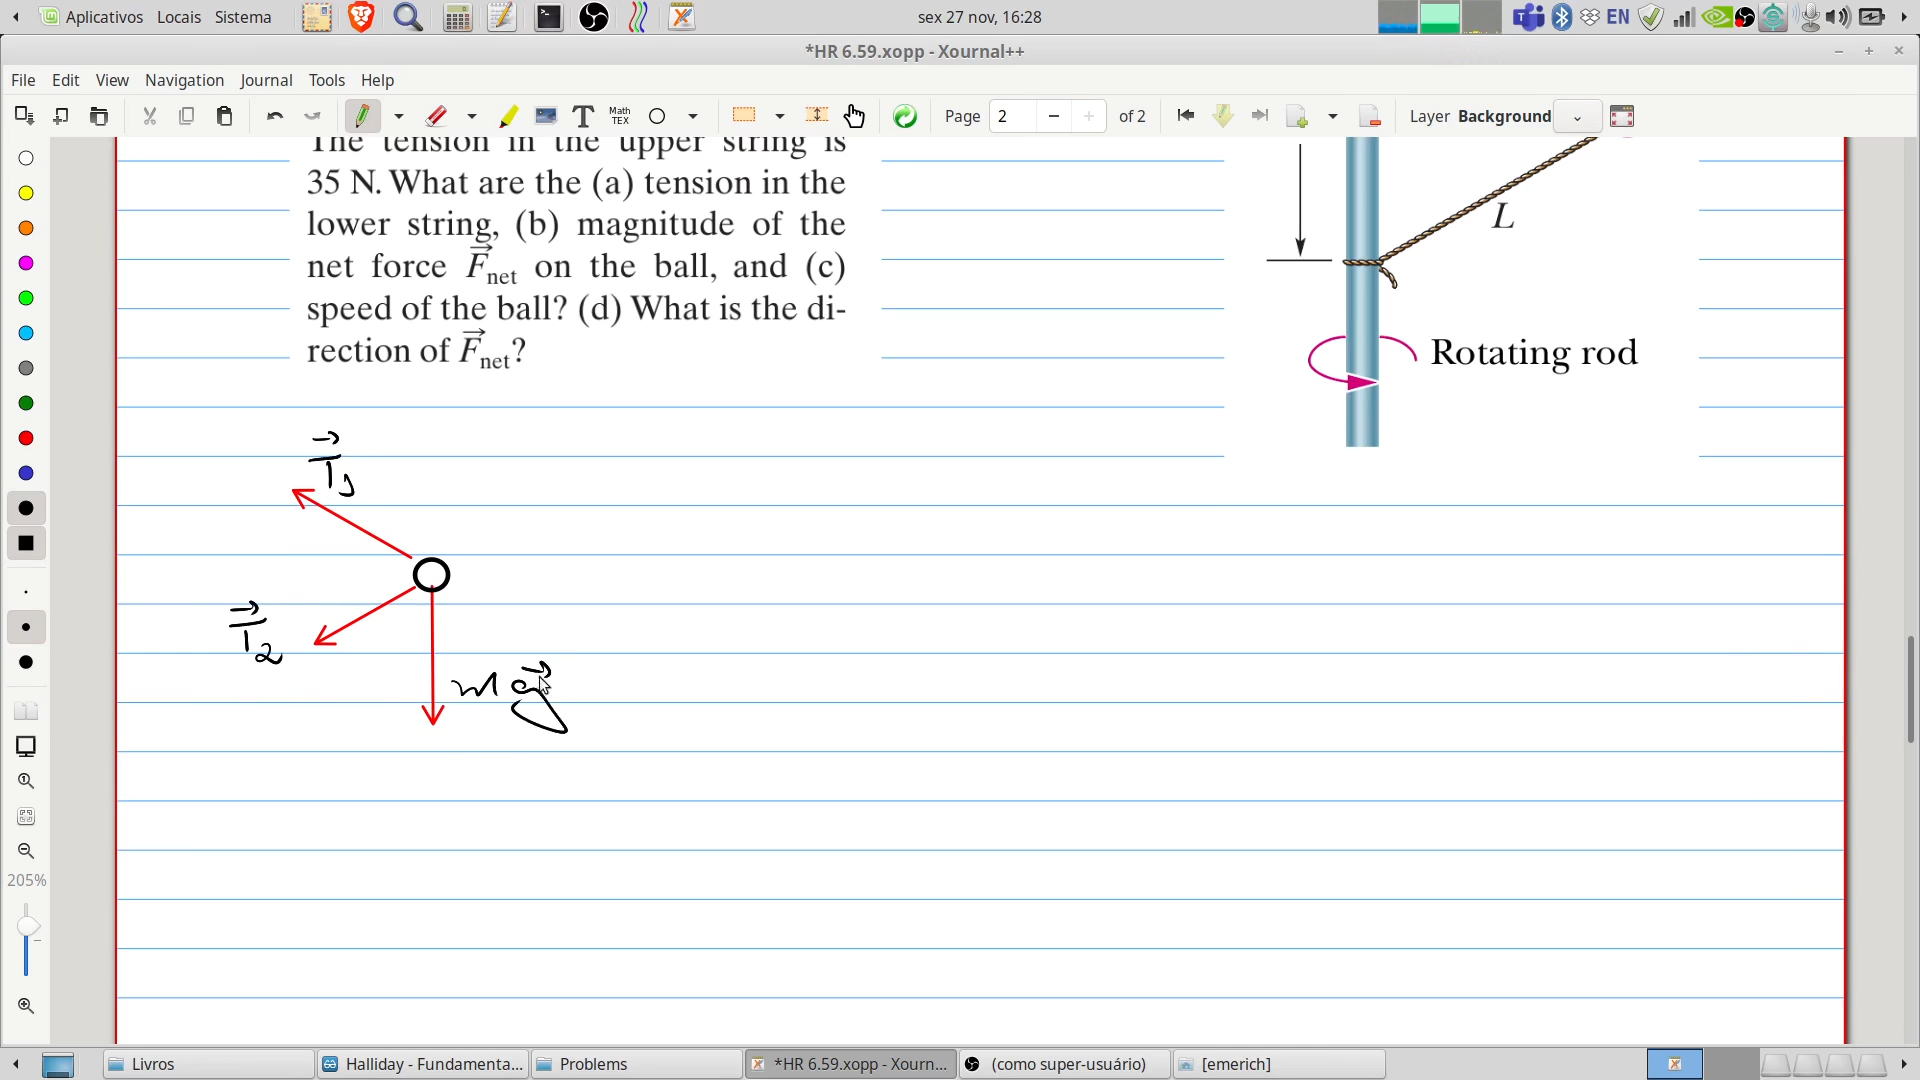 Aplicativos Locais Sistema
sex 27 nov, 16:28
EN
*HR 6.59.xopp - Xournal++
File Edit View Navigation Journal Tools Help
Math
TEX
Page 2 of 2 Layer Background
The tension in the upper string is
35 N. What are the (a) tension in the
lower string, (b) magnitude of the
net force F⃗net on the ball, and (c)
speed of the ball? (d) What is the di-
rection of F⃗net?
L
Rotating rod
T⃗1
T⃗2
mg⃗
205%
Livros
Halliday - Fundamenta...
Problems
*HR 6.59.xopp - Xourn...
(como super-usuário)
[emerich]